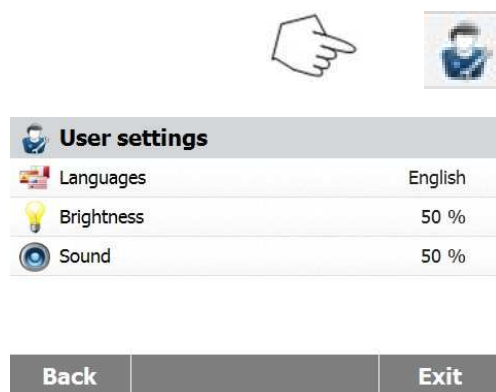 User settings
Languages English
Brightness 50 %
Sound 50 %
Back Exit